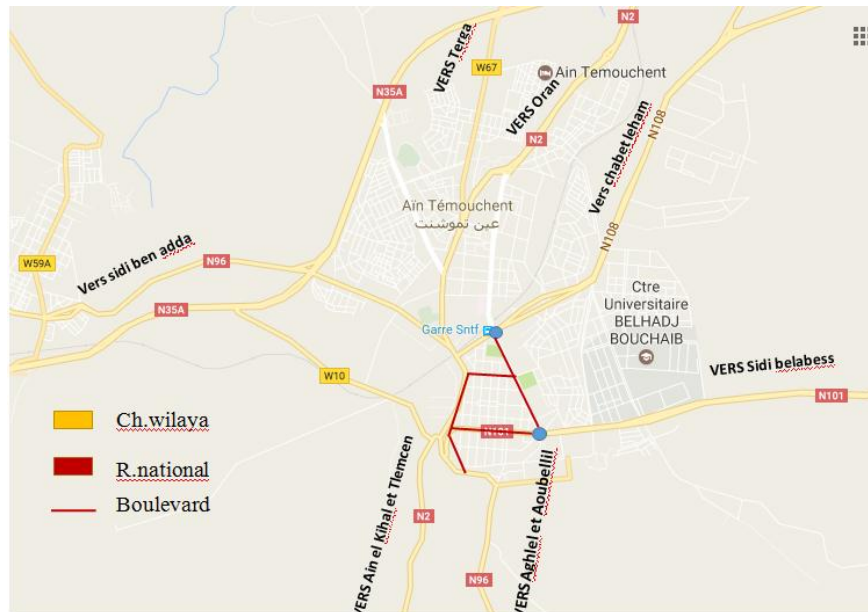 N2
VERS Terga
W67
Ain Temouchent
N35A
VERS Oran
N2
Vers chabet leham
N108
Aïn Témouchent
عين تموشنت
N108
W59A
Vers sidi ben adda
N96
Ctre
Universitaire
BELHADJ
BOUCHAIB
N35A
Garre Sntf
VERS Sidi belabess
W10
N101
Ch.wilaya
N101
R.national
Boulevard
VERS Ain el Kihal et Tlemcen
VERS Aghlel et Aoubellil
N2
N96